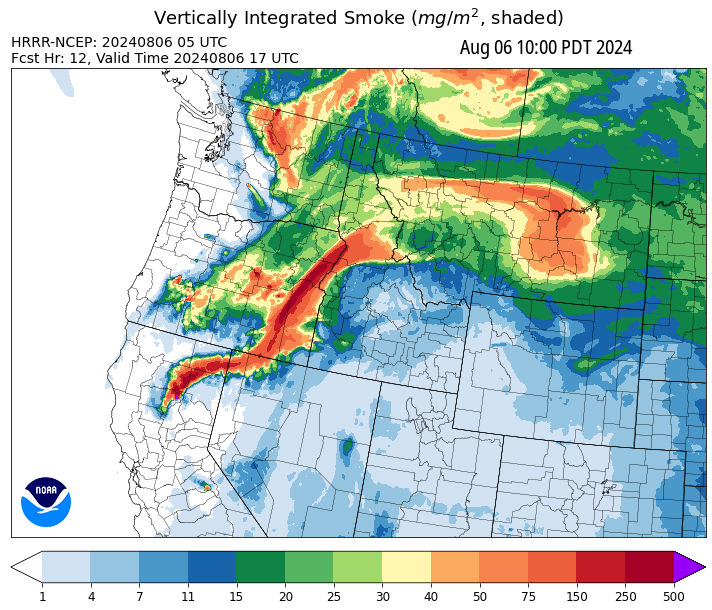 Vertically Integrated Smoke (mg/m², shaded)
HRRR-NCEP: 20240806 05 UTC
Fcst Hr: 12, Valid Time 20240806 17 UTC
Aug 06 10:00 PDT 2024
NOAA
1 4 7 11 15 20 25 30 40 50 75 150 250 500